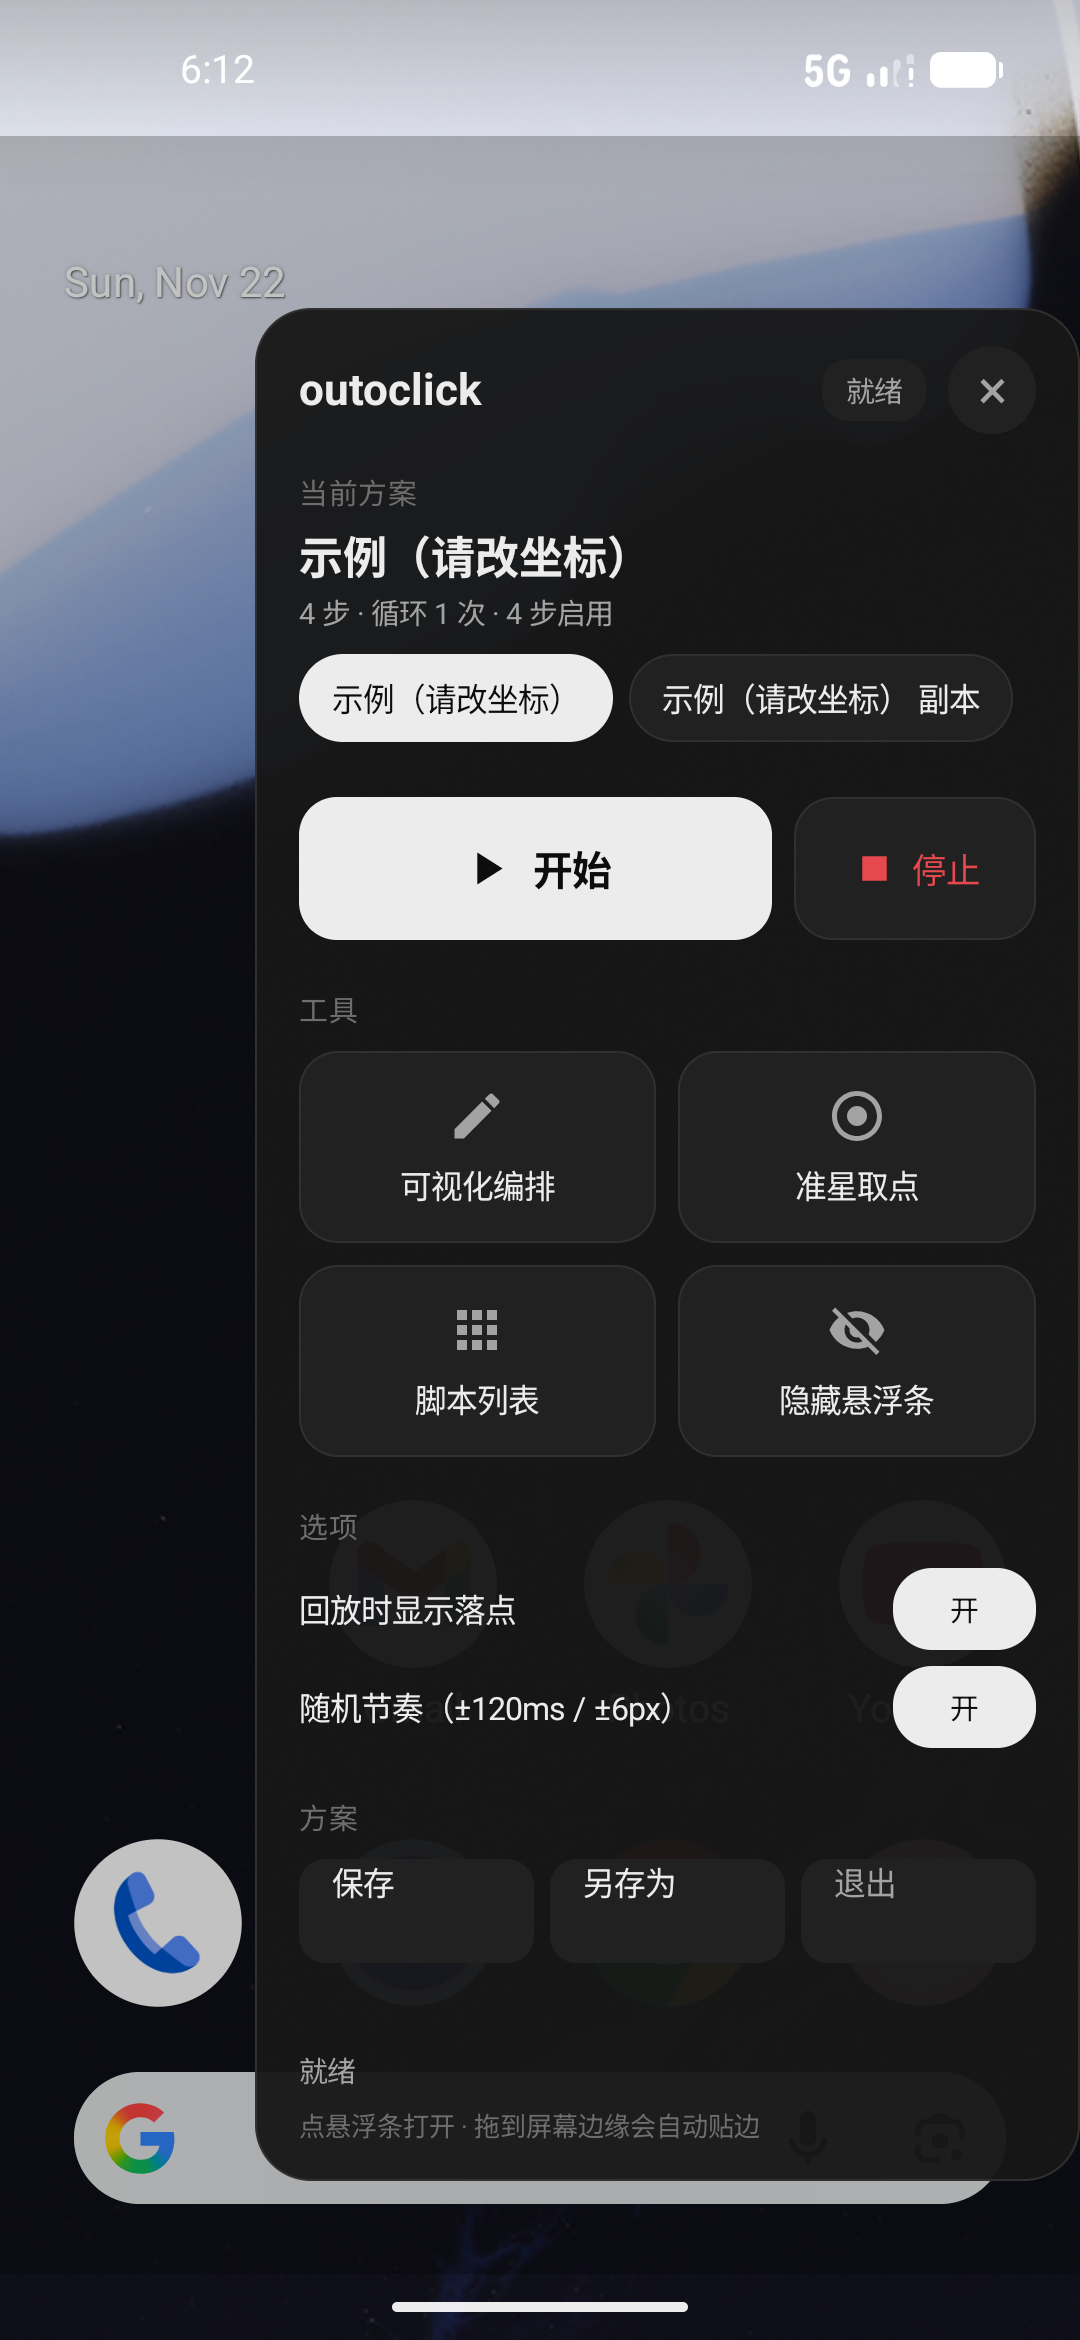 6:12
5G
Sun, Nov 22
outoclick
就绪
当前方案
示例（请改坐标）
4 步 · 循环 1 次 · 4 步启用
示例（请改坐标）
示例（请改坐标） 副本
开始
停止
工具
可视化编排
准星取点
脚本列表
隐藏悬浮条
选项
回放时显示落点
开
随机节奏（±120ms / ±6px）
开
方案
保存
另存为
退出
就绪
点悬浮条打开 · 拖到屏幕边缘会自动贴边